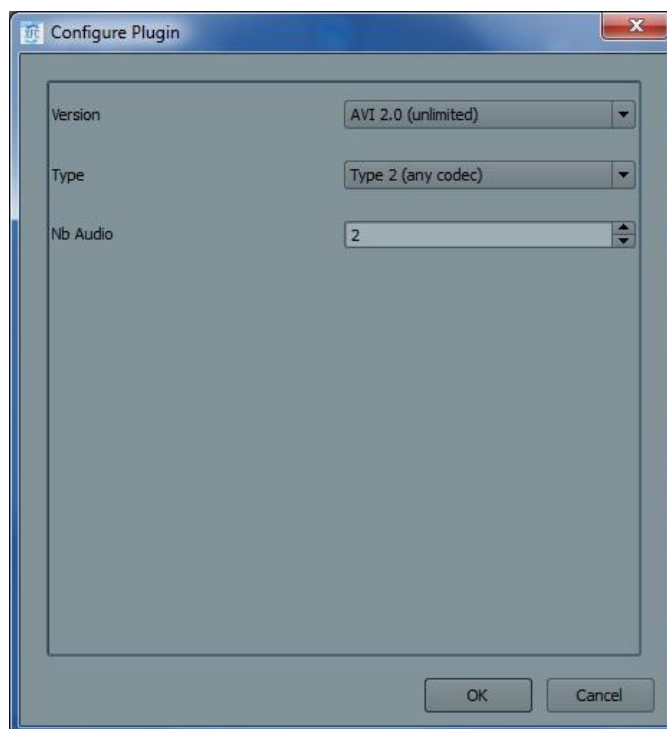 Configure Plugin
Version AVI 2.0 (unlimited)
Type Type 2 (any codec)
Nb Audio 2
OK Cancel